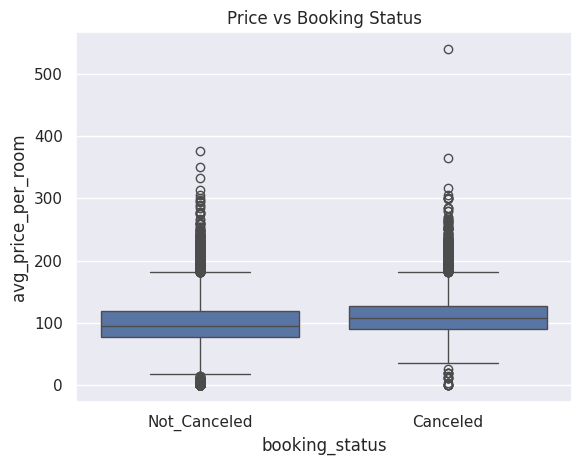 Price vs Booking Status
avg_price_per_room
500
400
300
200
100
0
Not_Canceled
Canceled
booking_status